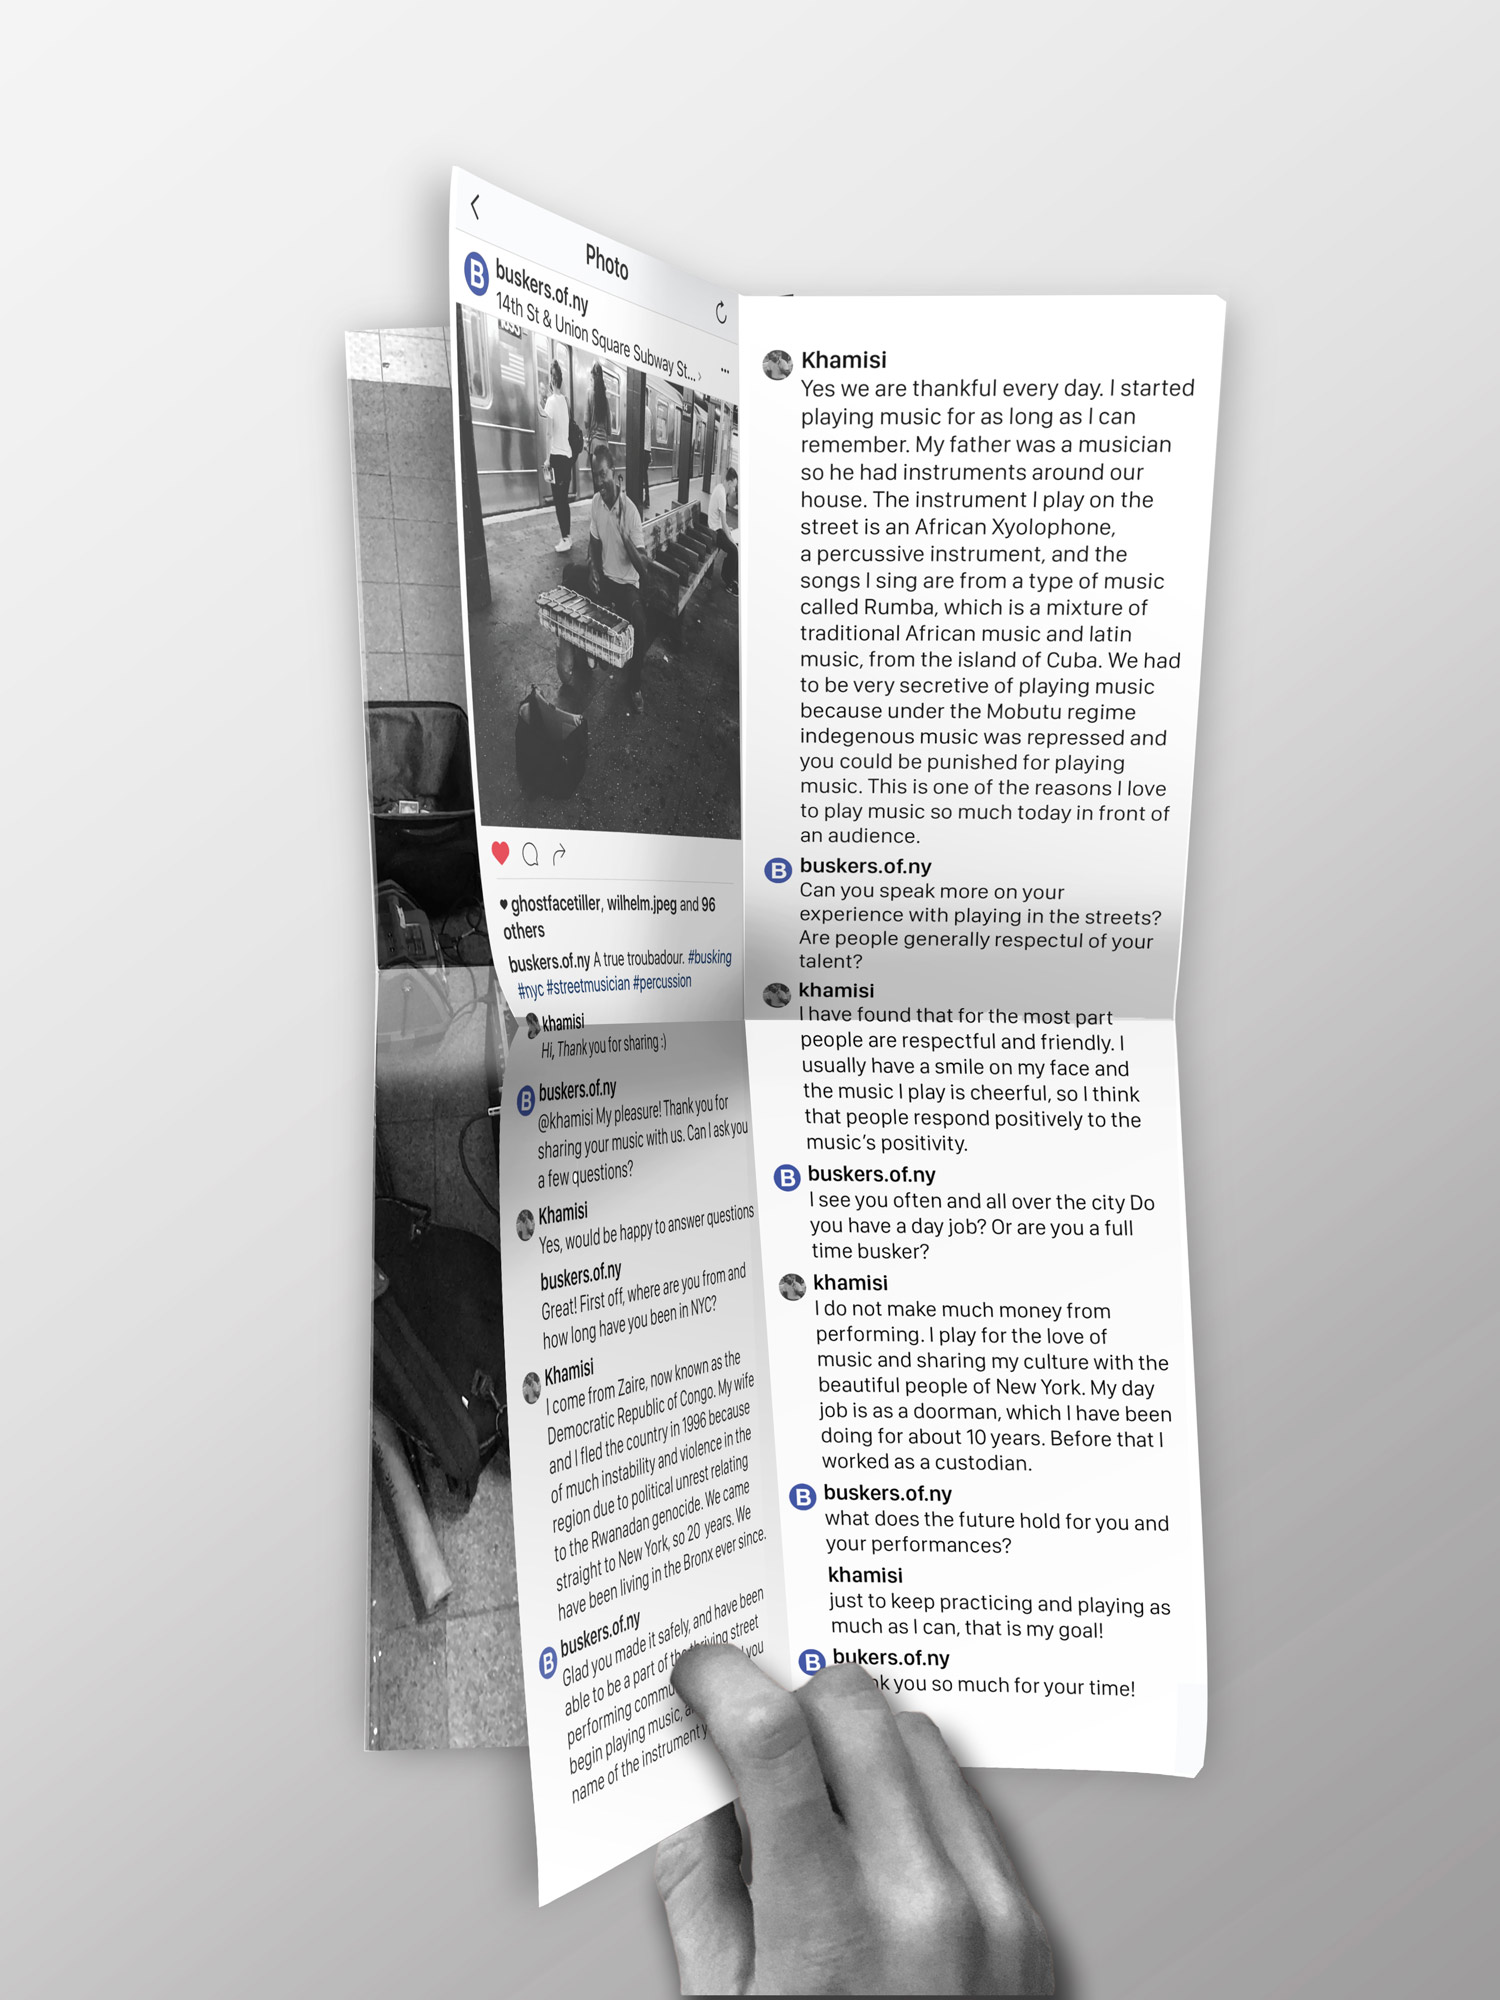 Photo
B
buskers.of.ny
14th St & Union Square Subway St...
ghostfacetiller, wilhelm.jpeg and 96
others
buskers.of.ny A true troubadour. #busking
#nyc #streetmusician #percussion
khamisi
Hi, Thank you for sharing :)
B
buskers.of.ny
@khamisi My pleasure! Thank you for
sharing your music with us. Can I ask you
a few questions?
Khamisi
Yes, would be happy to answer questions
buskers.of.ny
Great! First off, where are you from and
how long have you been in NYC?
Khamisi
I come from Zaire, now known as the
Democratic Republic of Congo. My wife
and I fled the country in 1996 because
of much instability and violence in the
region due to political unrest relating
to the Rwanadan genocide. We came
straight to New York, so 20 years. We
have been living in the Bronx ever since.
B
buskers.of.ny
Glad you made it safely, and have been
able to be a part of the thriving street
performing you
begin playing music,
name of the instrument
Khamisi
Yes we are thankful every day. I started
playing music for as long as I can
remember. My father was a musician
so he had instruments around our
house. The instrument I play on the
street is an African Xyolophone,
a percussive instrument, and the
songs I sing are from a type of music
called Rumba, which is a mixture of
traditional African music and latin
music, from the island of Cuba. We had
to be very secretive of playing music
because under the Mobutu regime
indegenous music was repressed and
you could be punished for playing
music. This is one of the reasons I love
to play music so much today in front of
an audience.
B
buskers.of.ny
Can you speak more on your
experience with playing in the streets?
Are people generally respectul of your
talent?
khamisi
I have found that for the most part
people are respectful and friendly. I
usually have a smile on my face and
the music I play is cheerful, so I think
that people respond positively to the
music's positivity.
B
buskers.of.ny
I see you often and all over the city Do
you have a day job? Or are you a full
time busker?
khamisi
I do not make much money from
performing. I play for the love of
music and sharing my culture with the
beautiful people of New York. My day
job is as a doorman, which I have been
doing for about 10 years. Before that I
worked as a custodian.
B
buskers.of.ny
what does the future hold for you and
your performances?
khamisi
just to keep practicing and playing as
much as I can, that is my goal!
B
bukers.of.ny
you so much for your time!